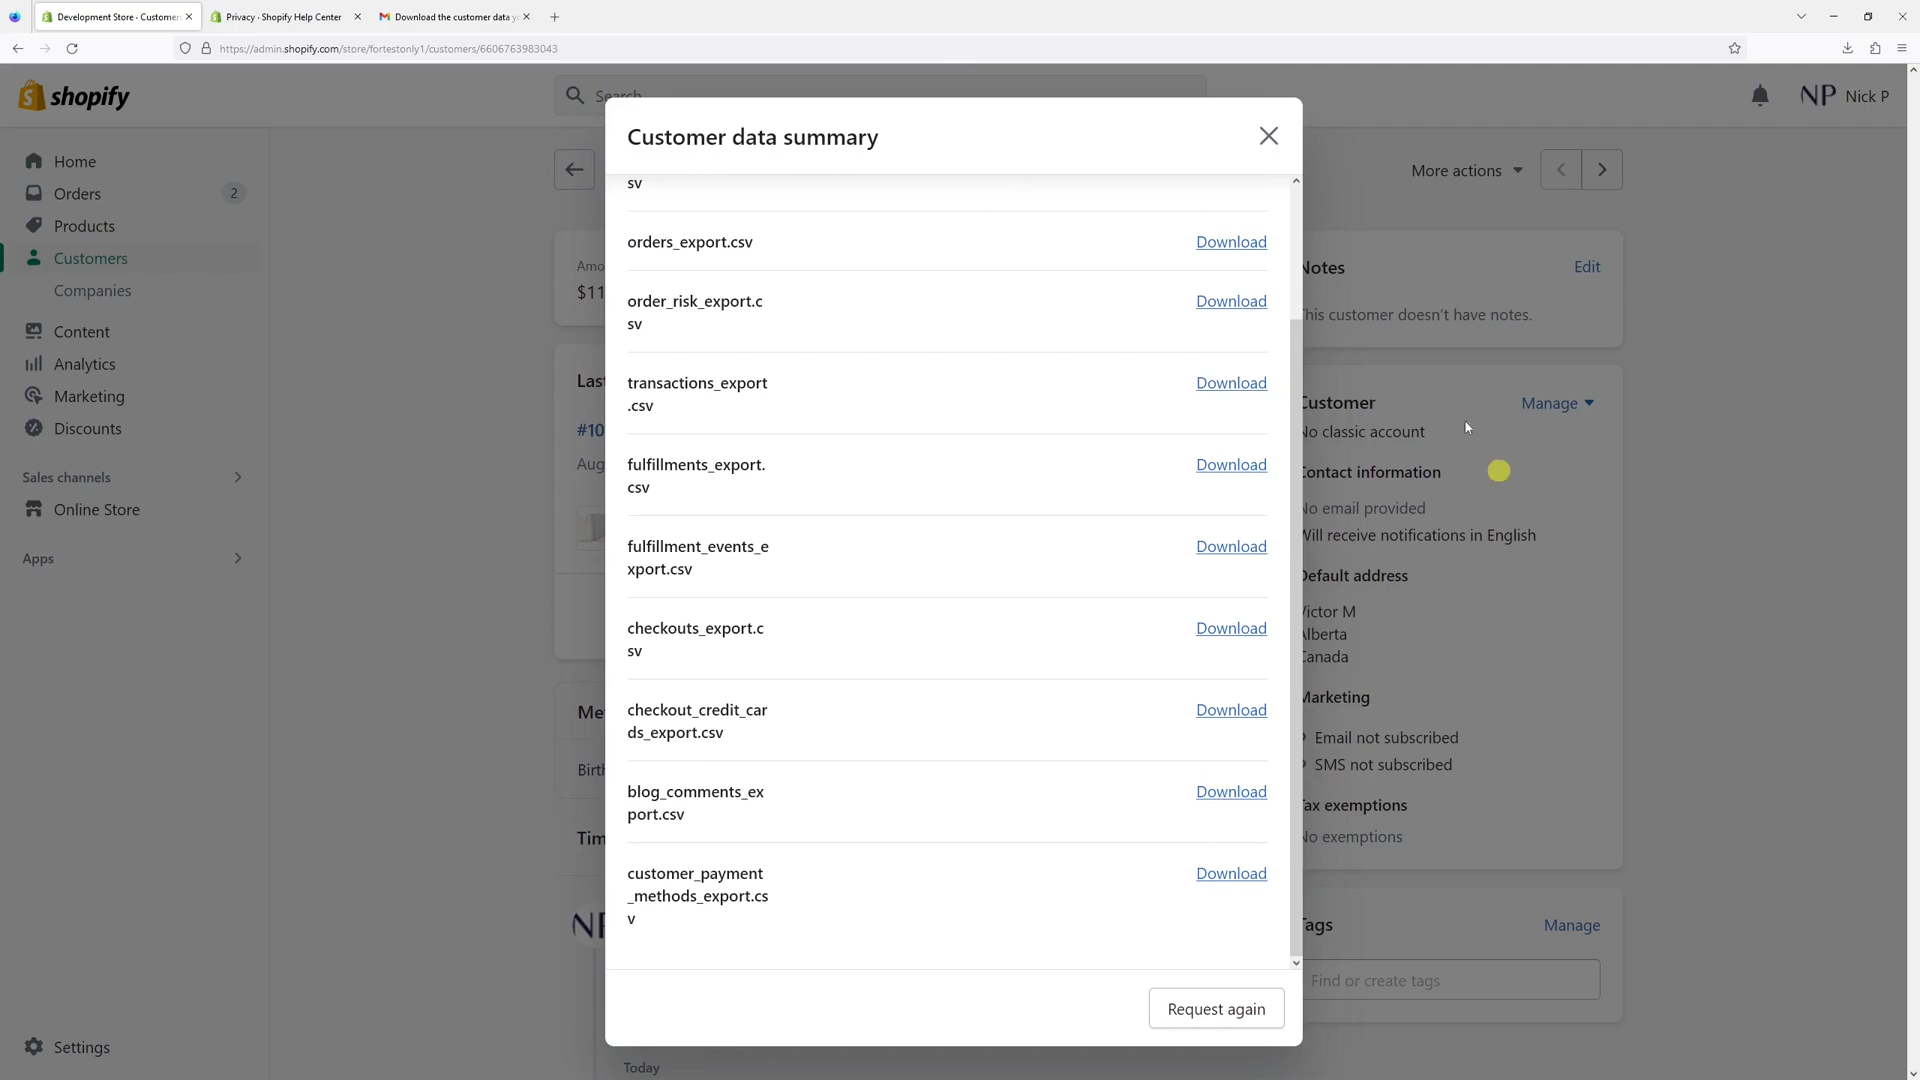 Development Store · Customer
Privacy · Shopify Help Center
Download the customer data y
https://admin.shopify.com/store/fortestonly1/customers/6606763983043
shopify
Search
NP
Nick P
Home
Orders
2
Products
Customers
Companies
Content
Analytics
Marketing
Discounts
Sales channels
Online Store
Apps
Settings
More actions
Customer data summary
sv
orders_export.csv
Download
order_risk_export.c
sv
Download
transactions_export
.csv
Download
fulfillments_export.
csv
Download
fulfillment_events_e
xport.csv
Download
checkouts_export.c
sv
Download
checkout_credit_car
ds_export.csv
Download
blog_comments_ex
port.csv
Download
customer_payment
_methods_export.cs
v
Download
Request again
Amo
$11
Las
#10
Aug
Me
Birth
Tim
NP
Today
Notes
Edit
This customer doesn't have notes.
Customer
Manage
No classic account
Contact information
No email provided
Will receive notifications in English
Default address
Victor M
Alberta
Canada
Marketing
Email not subscribed
SMS not subscribed
Tax exemptions
No exemptions
Tags
Manage
Find or create tags